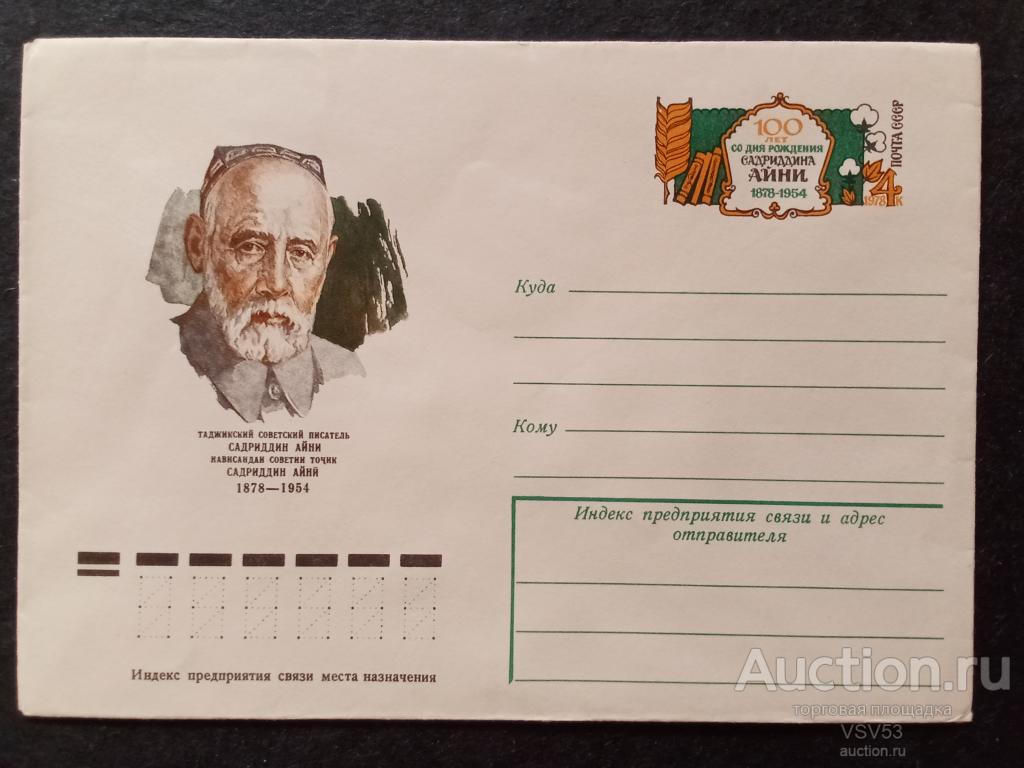 100
ЛЕТ
СО ДНЯ РОЖДЕНИЯ
САДРИДДИНА
АЙНИ
1878-1954
ПОЧТА СССР
4К
1978
ТАДЖИКСКИЙ СОВЕТСКИЙ ПИСАТЕЛЬ
САДРИДДИН АЙНИ
НАВИСАНДАИ СОВЕТИИ ТОҶИК
САДРИДДИН АЙНӢ
1878—1954
Куда
Кому
Индекс предприятия связи и адрес
отправителя
Индекс предприятия связи места назначения
Auction.ru
торговая площадка
VSV53
auction.ru